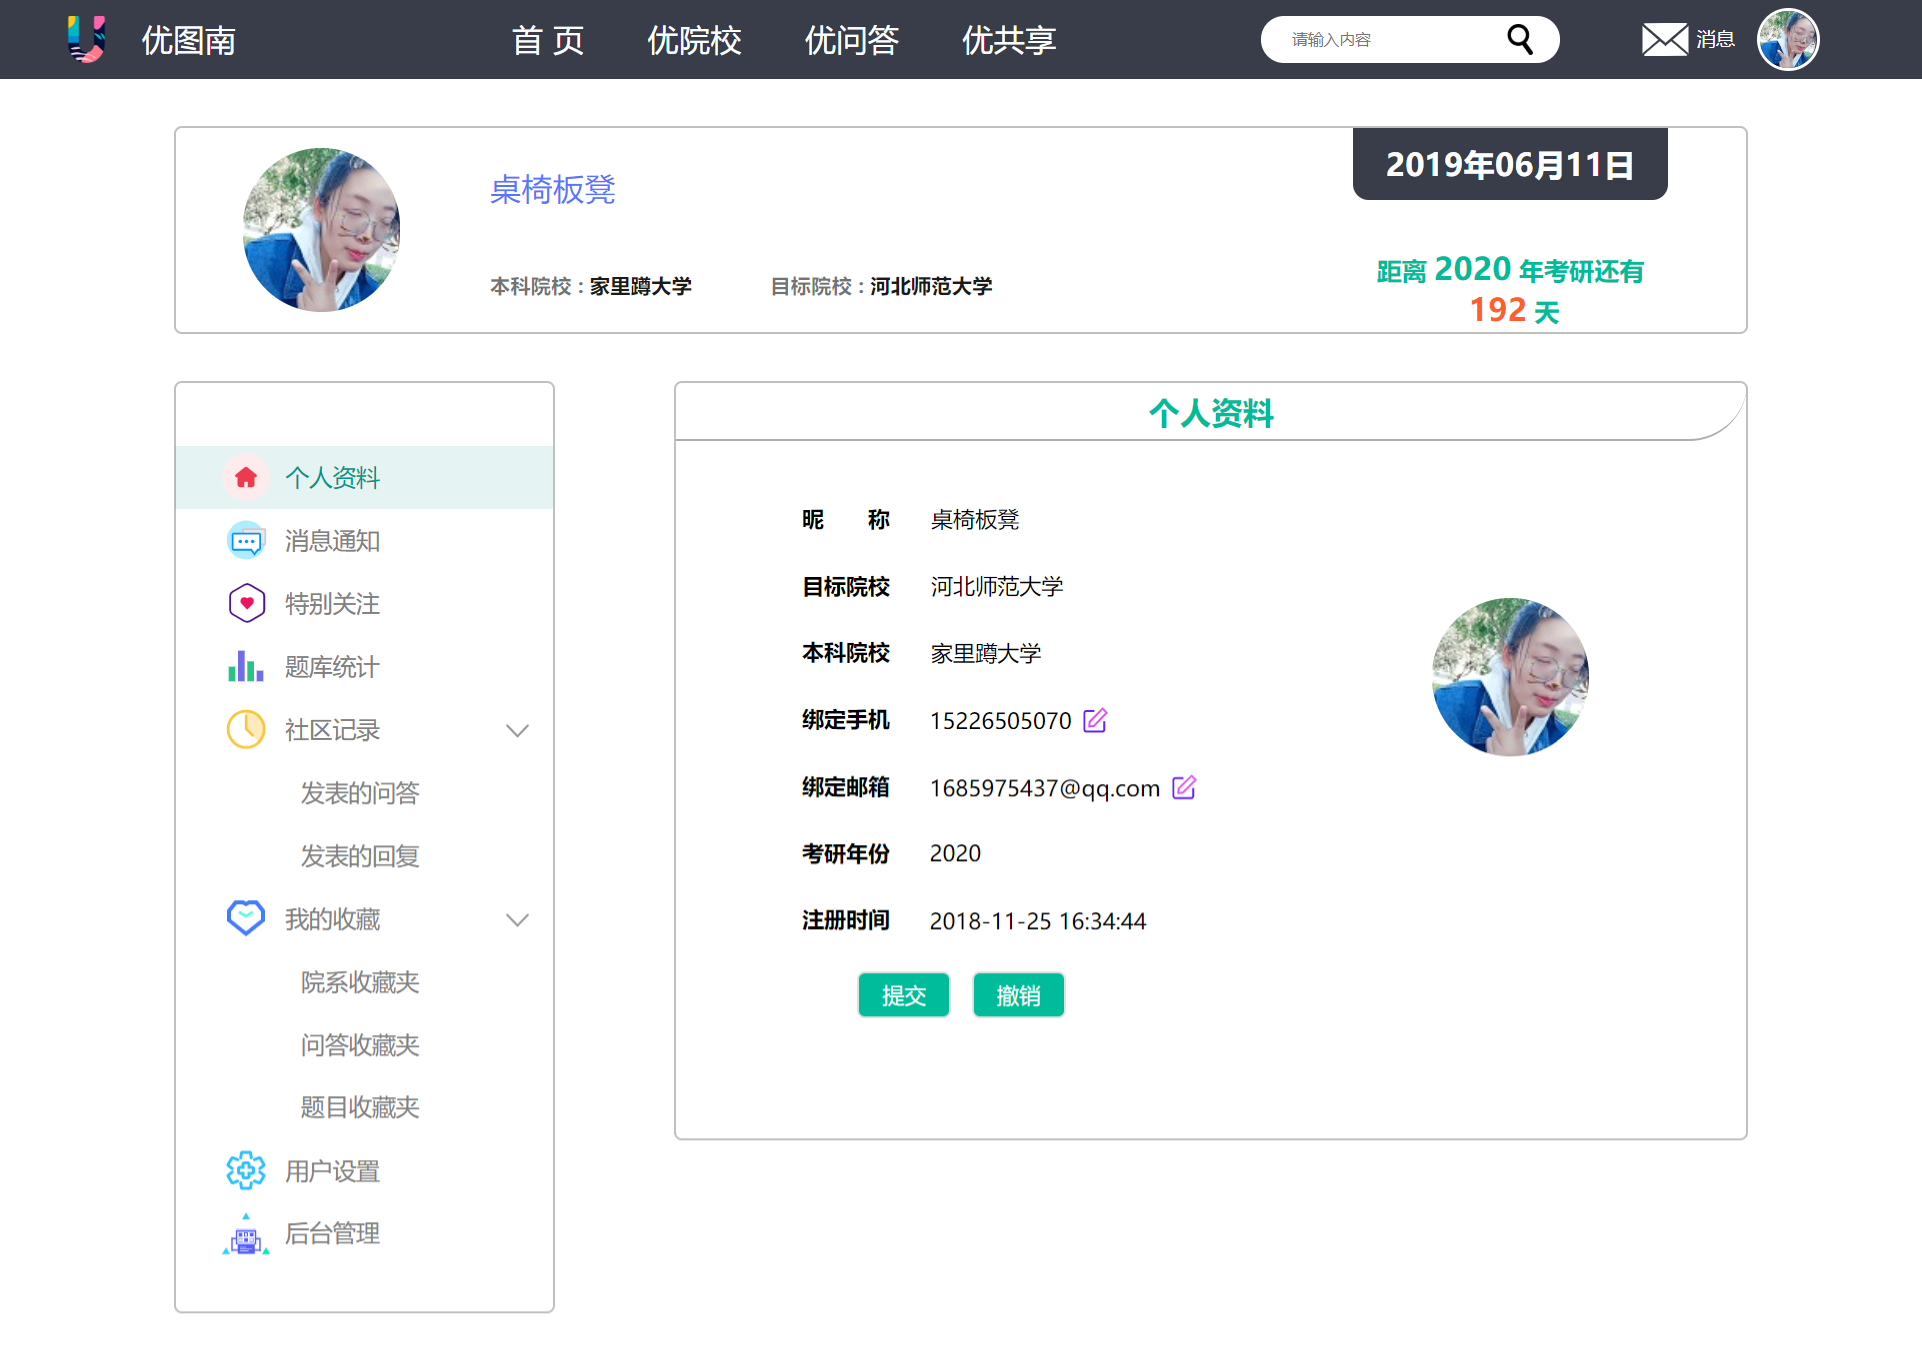 优图南
首 页 优院校 优问答 优共享
请输入内容
消息
桌椅板凳
本科院校 : 家里蹲大学 目标院校 : 河北师范大学
2019年06月11日
距离 2020 年考研还有
192 天
个人资料
消息通知
特别关注
题库统计
社区记录
发表的问答
发表的回复
我的收藏
院系收藏夹
问答收藏夹
题目收藏夹
用户设置
后台管理
个人资料
昵 称 桌椅板凳
目标院校 河北师范大学
本科院校 家里蹲大学
绑定手机 15226505070
绑定邮箱 1685975437@qq.com
考研年份 2020
注册时间 2018-11-25 16:34:44
提交 撤销